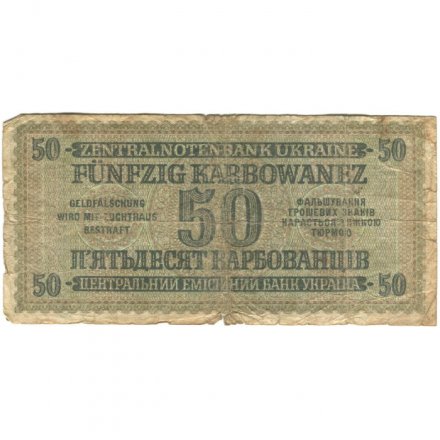 50 ZENTRALNOTENBANK UKRAINE 50
FÜNFZIG KARBOWANEZ
GELDFÄLSCHUNG
WIRD MIT ZUCHTHAUS
BESTRAFT
50
ФАЛЬШУВАННЯ
ГРОШЕВИХ ЗНАКІВ
КАРАЄТЬСЯ ТЯЖКОЮ
ТЮРМОЮ
П'ЯТЬДЕСЯТ КАРБОВАНЦІВ
50 ЦЕНТРАЛЬНИЙ ЕМІСІЙНИЙ БАНК УКРАЇНА 50